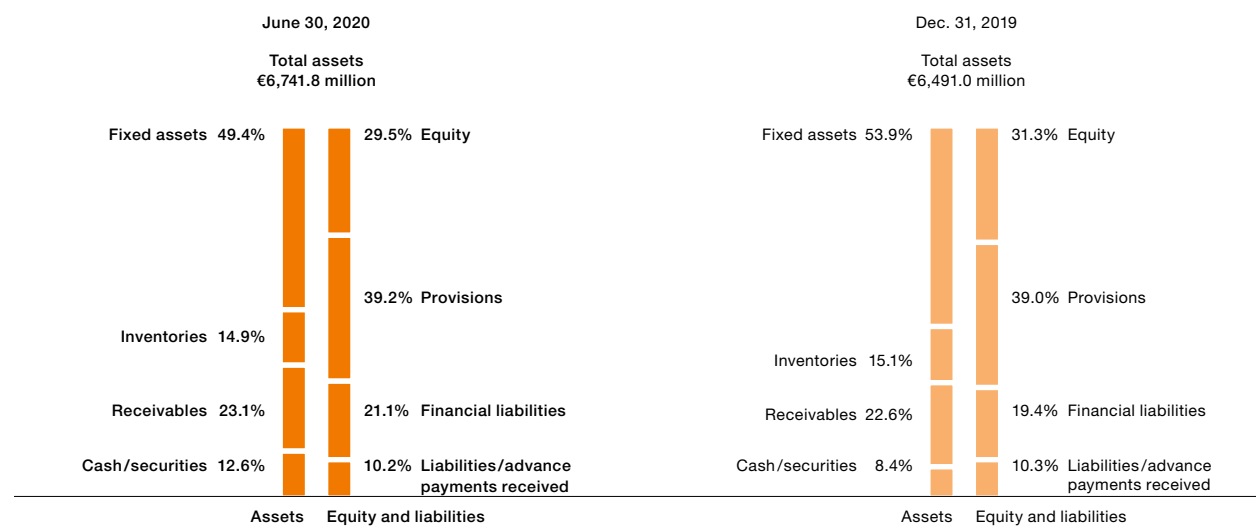 June 30, 2020
Total assets
€6,741.8 million
Fixed assets 49.4%
29.5% Equity
39.2% Provisions
Inventories 14.9%
Receivables 23.1%
21.1% Financial liabilities
Cash/securities 12.6%
10.2% Liabilities/advance
payments received
Assets
Equity and liabilities
Dec. 31, 2019
Total assets
€6,491.0 million
Fixed assets 53.9%
31.3% Equity
39.0% Provisions
Inventories 15.1%
Receivables 22.6%
19.4% Financial liabilities
Cash/securities 8.4%
10.3% Liabilities/advance
payments received
Assets
Equity and liabilities